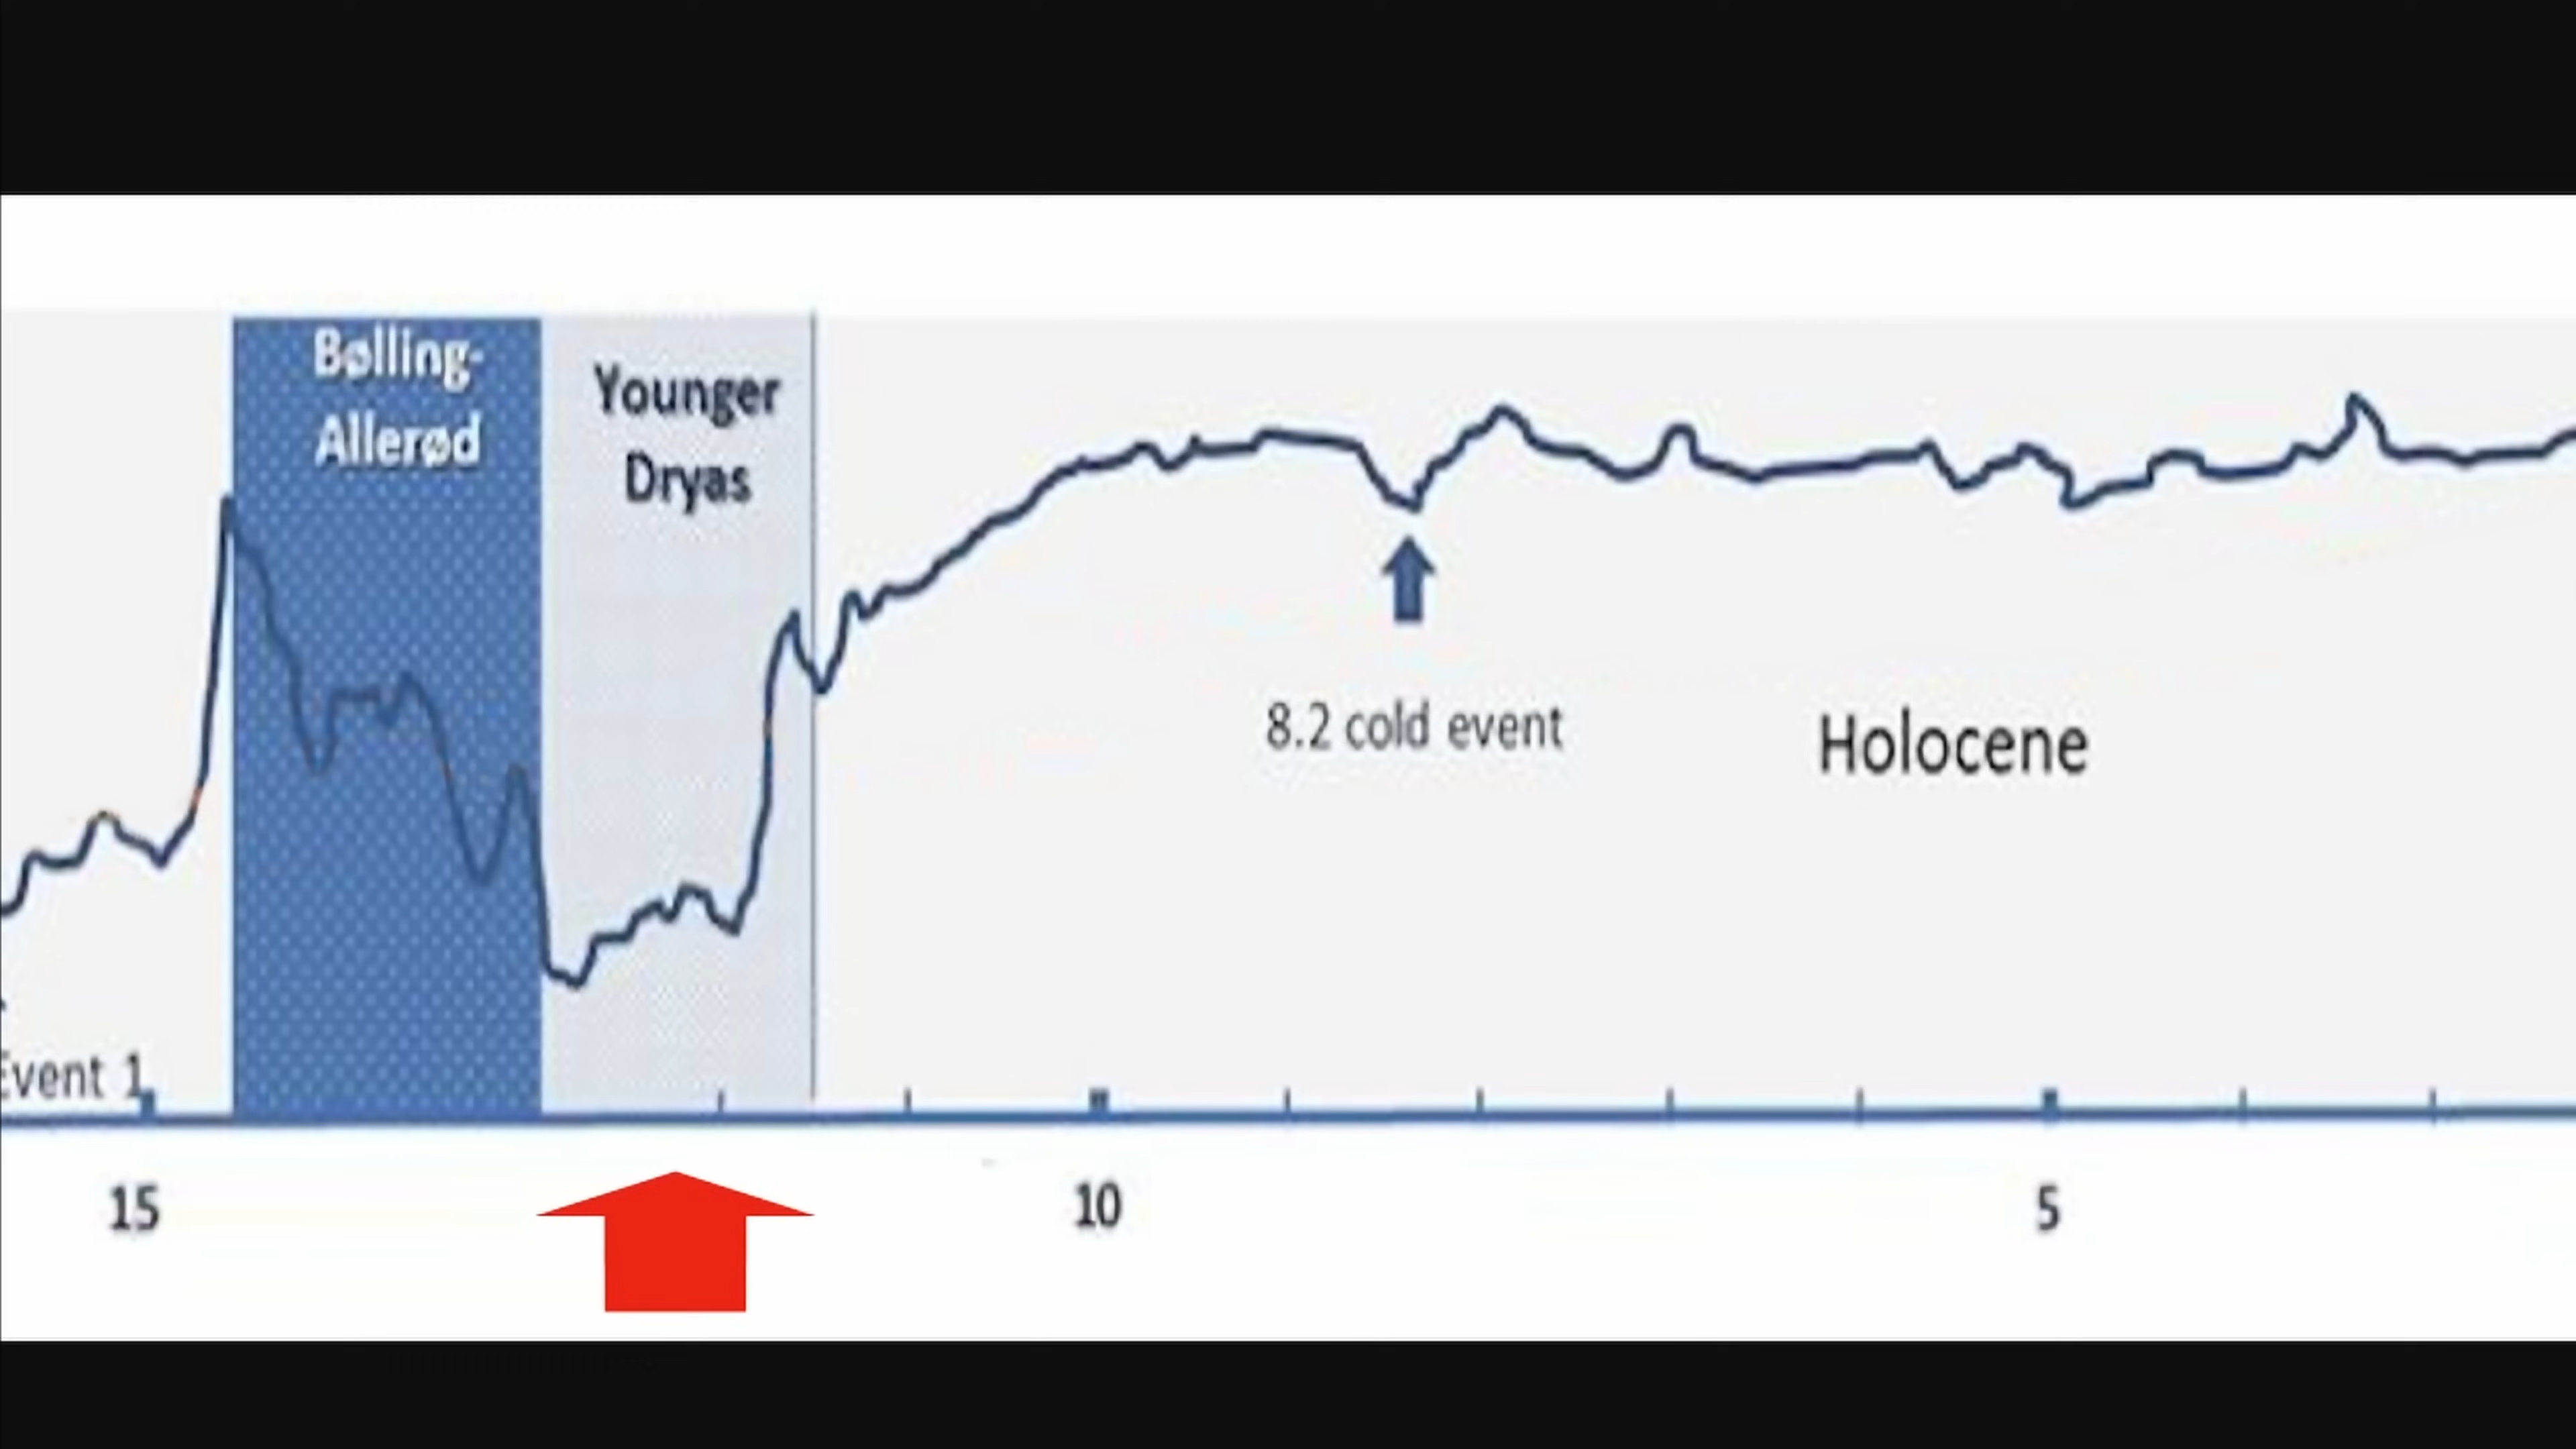 Bølling-
Allerød
Younger
Dryas
8.2 cold event
Holocene
Event 1
15
10
5